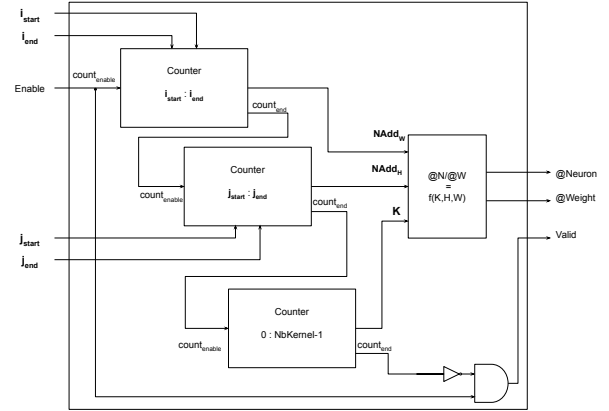 i_start
i_end
Enable
count_enable
Counter
i_start : i_end
count_end
NAdd_W
count_enable
Counter
j_start : j_end
count_end
NAdd_H
j_start
j_end
K
@N/@W
=
f(K,H,W)
@Neuron
@Weight
Valid
count_enable
Counter
0 : NbKernel-1
count_end